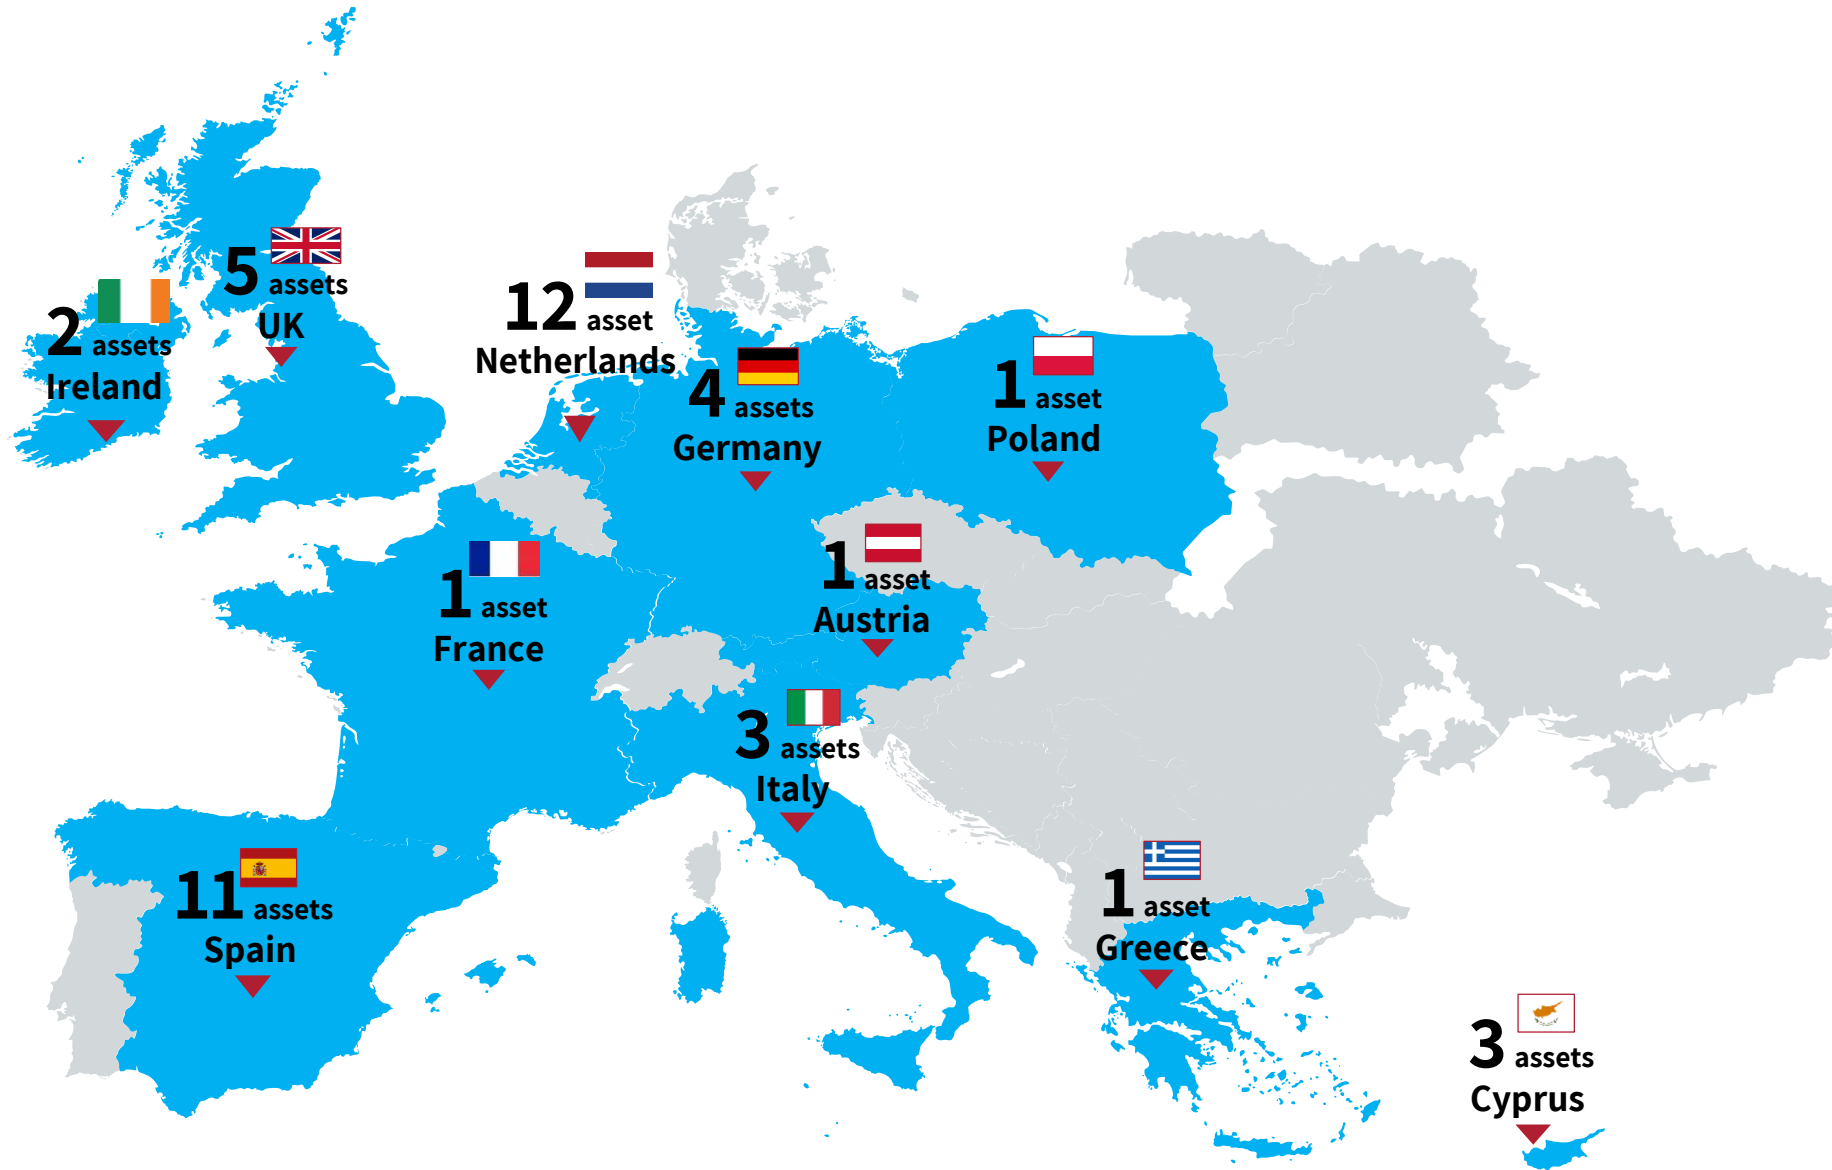 5 assets
UK
2 assets
Ireland
12 asset
Netherlands
4 assets
Germany
1 asset
Poland
1 asset
France
1 asset
Austria
3 assets
Italy
11 assets
Spain
1 asset
Greece
3 assets
Cyprus